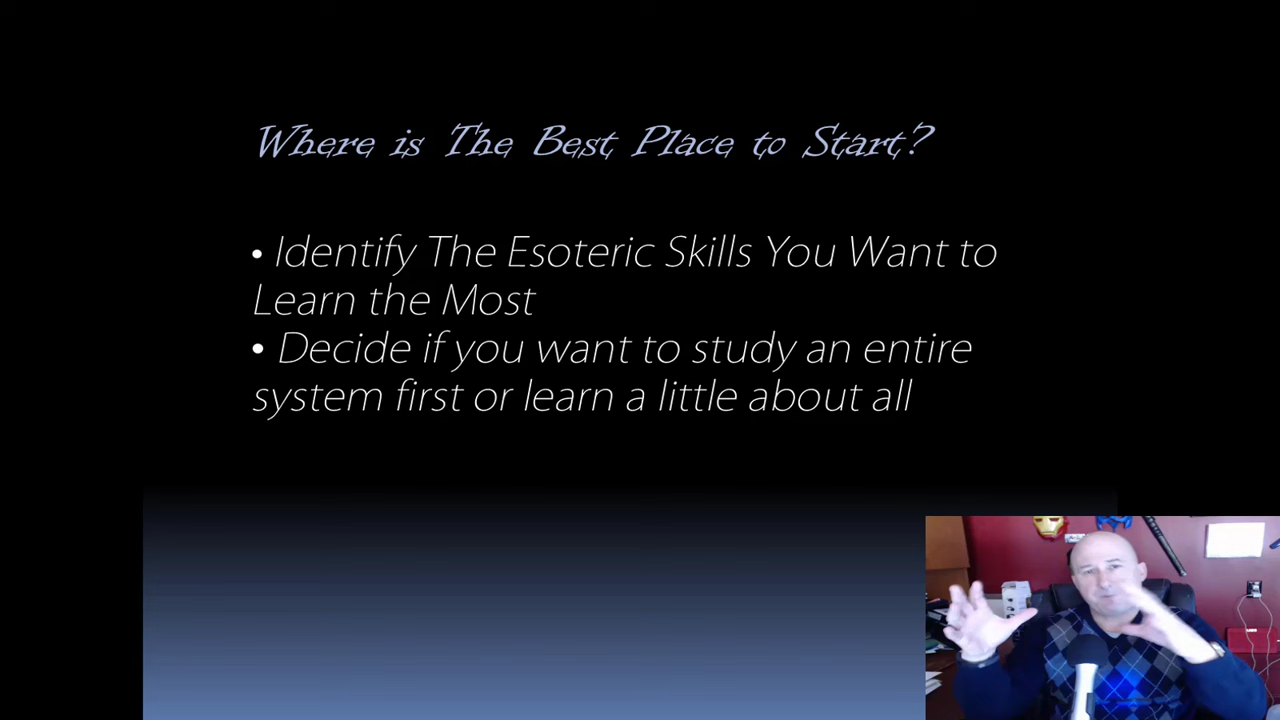 Where is The Best Place to Start?
• Identify The Esoteric Skills You Want to
Learn the Most
• Decide if you want to study an entire
system first or learn a little about all